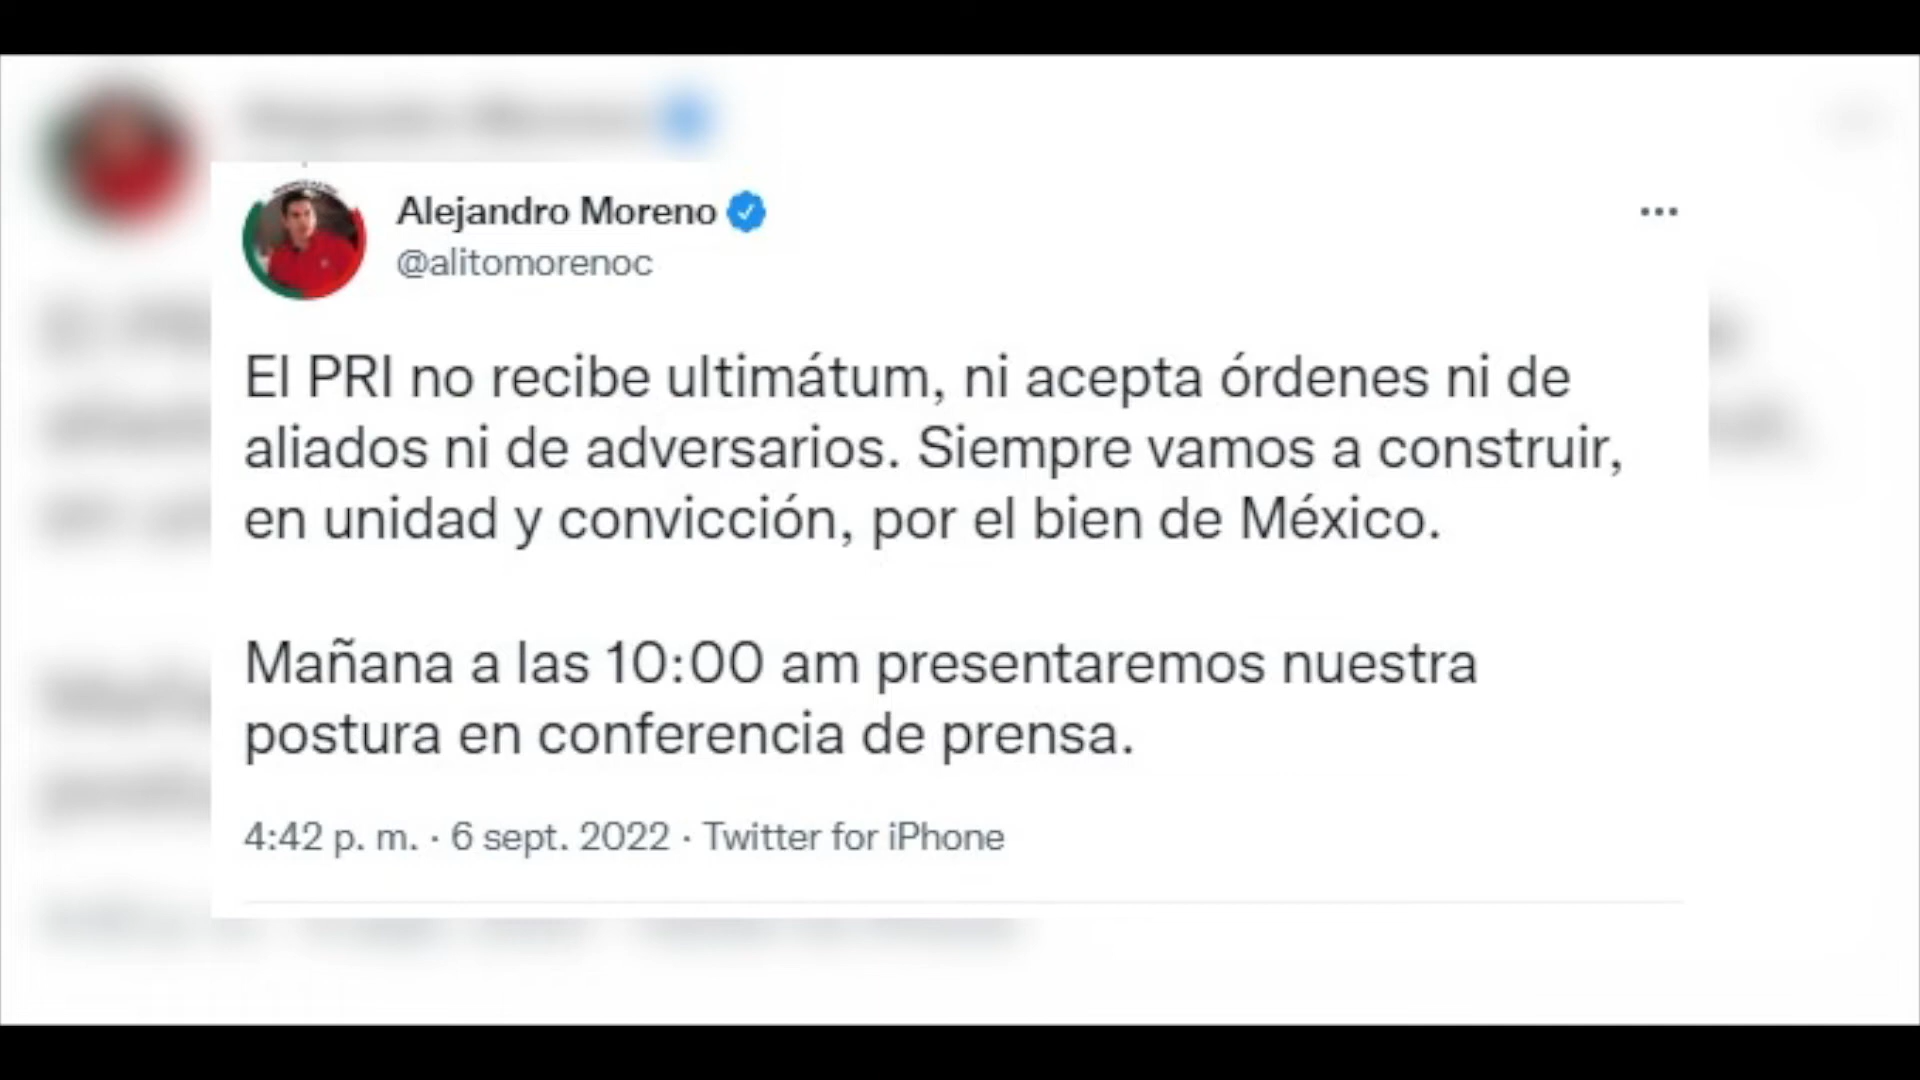 Alejandro Moreno
@alitomorenoc
El PRI no recibe ultimátum, ni acepta órdenes ni de
aliados ni de adversarios. Siempre vamos a construir,
en unidad y convicción, por el bien de México.
Mañana a las 10:00 am presentaremos nuestra
postura en conferencia de prensa.
4:42 p. m. · 6 sept. 2022 · Twitter for iPhone